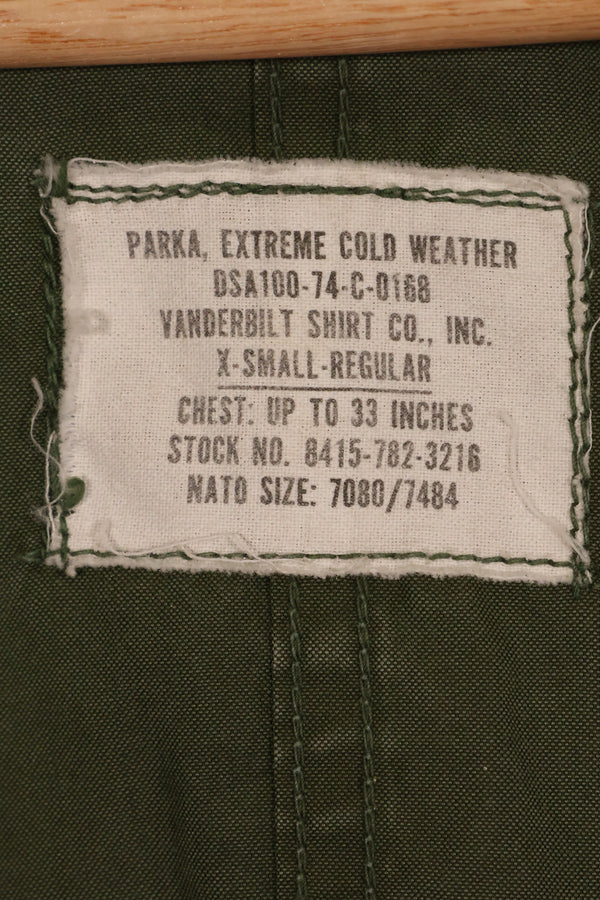 PARKA, EXTREME COLD WEATHER
DSA100-74-C-0168
VANDERBILT SHIRT CO., INC.
X-SMALL-REGULAR
CHEST: UP TO 33 INCHES
STOCK NO. 8415-782-3216
NATO SIZE: 7080/7484